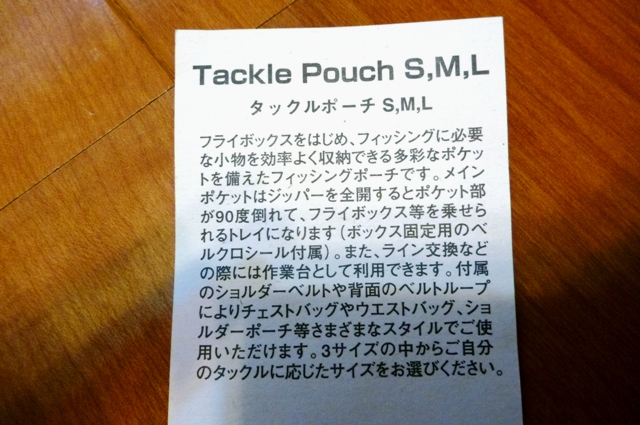 Tackle Pouch S,M,L
タックルポーチ S,M,L
フライボックスをはじめ、フィッシングに必要
な小物を効率よく収納できる多彩なポケッ
トを備えたフィッシングポーチです。メイン
ポケットはジッパーを全開するとポケット部
が90度倒れて、フライボックス等を乗せら
れるトレイになります(ボックス固定用のベ
ルクロシール付属)。また、ライン交換など
の際には作業台として利用できます。付属
のショルダーベルトや背面のベルトループ
によりチェストバッグやウエストバッグ、ショ
ルダーポーチ等さまざまなスタイルでご使
用いただけます。3サイズの中からご自分
のタックルに応じたサイズをお選びください。